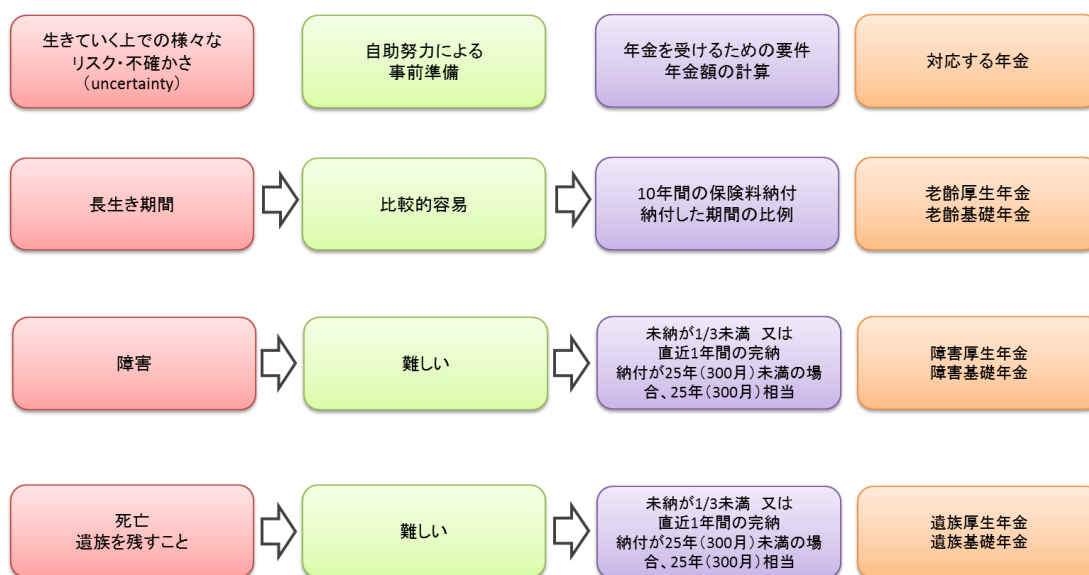 生きていく上での様々な
リスク・不確かさ
（uncertainty）
自助努力による
事前準備
年金を受けるための要件
年金額の計算
対応する年金
長生き期間
比較的容易
10年間の保険料納付
納付した期間の比例
老齢厚生年金
老齢基礎年金
障害
難しい
未納が1/3未満 又は
直近1年間の完納
納付が25年（300月）未満の場
合、25年（300月）相当
障害厚生年金
障害基礎年金
死亡
遺族を残すこと
難しい
未納が1/3未満 又は
直近1年間の完納
納付が25年（300月）未満の場
合、25年（300月）相当
遺族厚生年金
遺族基礎年金